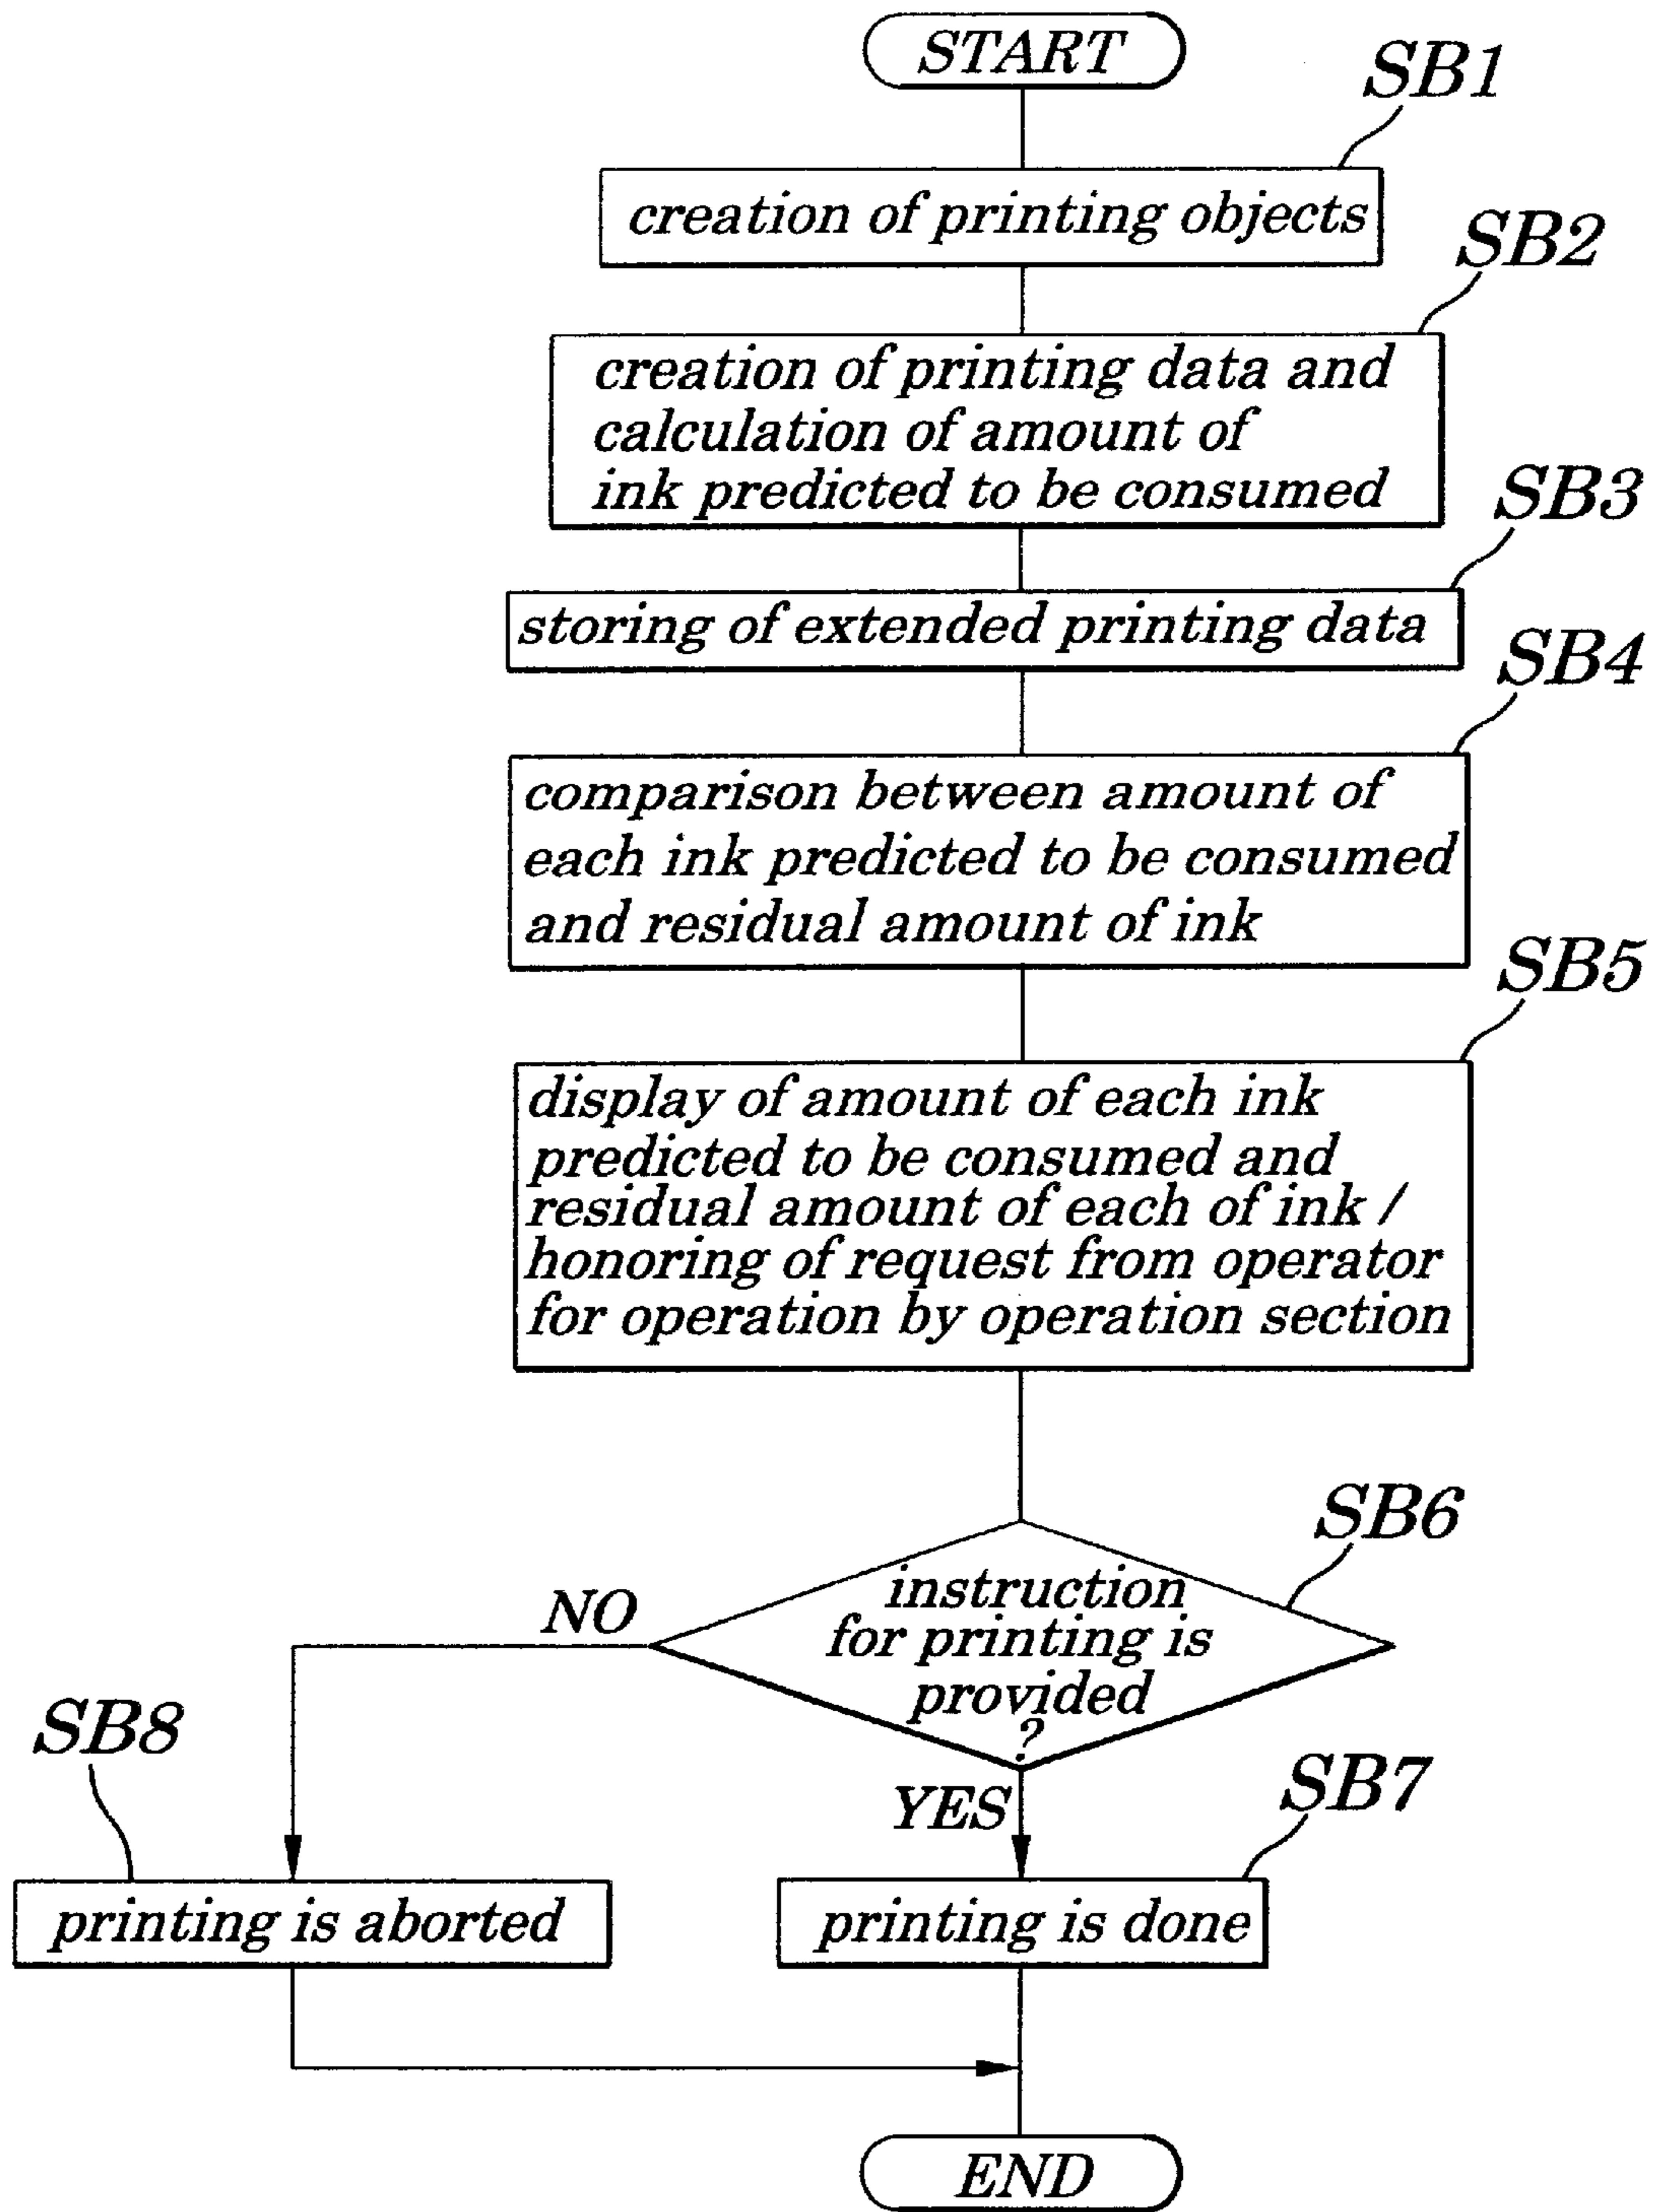 START
SB1
creation of printing objects
SB2
creation of printing data and
calculation of amount of
ink predicted to be consumed
SB3
storing of extended printing data
SB4
comparison between amount of
each ink predicted to be consumed
and residual amount of ink
SB5
display of amount of each ink
predicted to be consumed and
residual amount of each of ink /
honoring of request from operator
for operation by operation section
SB6
instruction
for printing is
provided
?
NO
YES
SB8
SB7
printing is aborted
printing is done
END